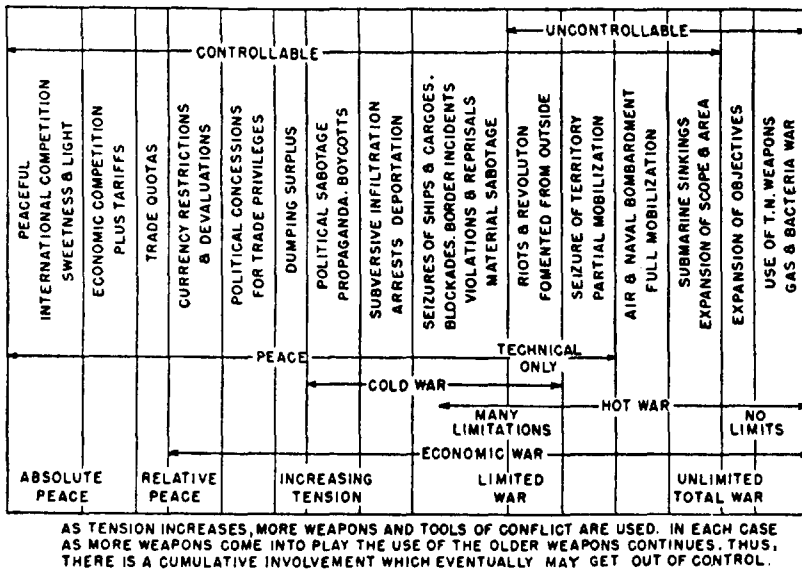 UNCONTROLLABLE
CONTROLLABLE
PEACEFUL
INTERNATIONAL COMPETITION
SWEETNESS & LIGHT
ECONOMIC COMPETITION
PLUS TARIFFS
TRADE QUOTAS
CURRENCY RESTRICTIONS
& DEVALUATIONS
POLITICAL CONCESSIONS
FOR TRADE PRIVILEGES
DUMPING SURPLUS
POLITICAL SABOTAGE
PROPAGANDA. BOYCOTTS
SUBVERSIVE INFILTRATION
ARRESTS DEPORTATION
SEIZURES OF SHIPS & CARGOES.
BLOCKADES. BORDER INCIDENTS
VIOLATIONS & REPRISALS
MATERIAL SABOTAGE
RIOTS & REVOLUTON
FOMENTED FROM OUTSIDE
SEIZURE OF TERRITORY
PARTIAL MOBILIZATION
AIR & NAVAL BOMBARDMENT
FULL MOBILIZATION
SUBMARINE SINKINGS
EXPANSION OF SCOPE & AREA
EXPANSION OF OBJECTIVES
USE OF T.N. WEAPONS
GAS & BACTERIA WAR
PEACE
TECHNICAL
ONLY
COLD WAR
HOT WAR
MANY
LIMITATIONS
NO
LIMITS
ECONOMIC WAR
ABSOLUTE
PEACE
RELATIVE
PEACE
INCREASING
TENSION
LIMITED
WAR
UNLIMITED
TOTAL WAR
AS TENSION INCREASES, MORE WEAPONS AND TOOLS OF CONFLICT ARE USED. IN EACH CASE
AS MORE WEAPONS COME INTO PLAY THE USE OF THE OLDER WEAPONS CONTINUES. THUS,
THERE IS A CUMULATIVE INVOLVEMENT WHICH EVENTUALLY MAY GET OUT OF CONTROL.